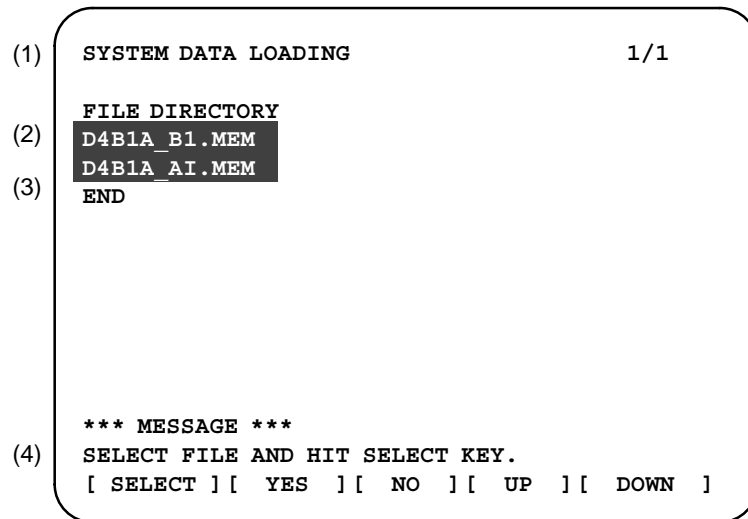 (1) SYSTEM DATA LOADING 1/1
FILE DIRECTORY
(2) D4B1A_B1.MEM
D4B1A_AI.MEM
(3) END
*** MESSAGE ***
(4) SELECT FILE AND HIT SELECT KEY.
[ SELECT ][ YES ][ NO ][ UP ][ DOWN ]